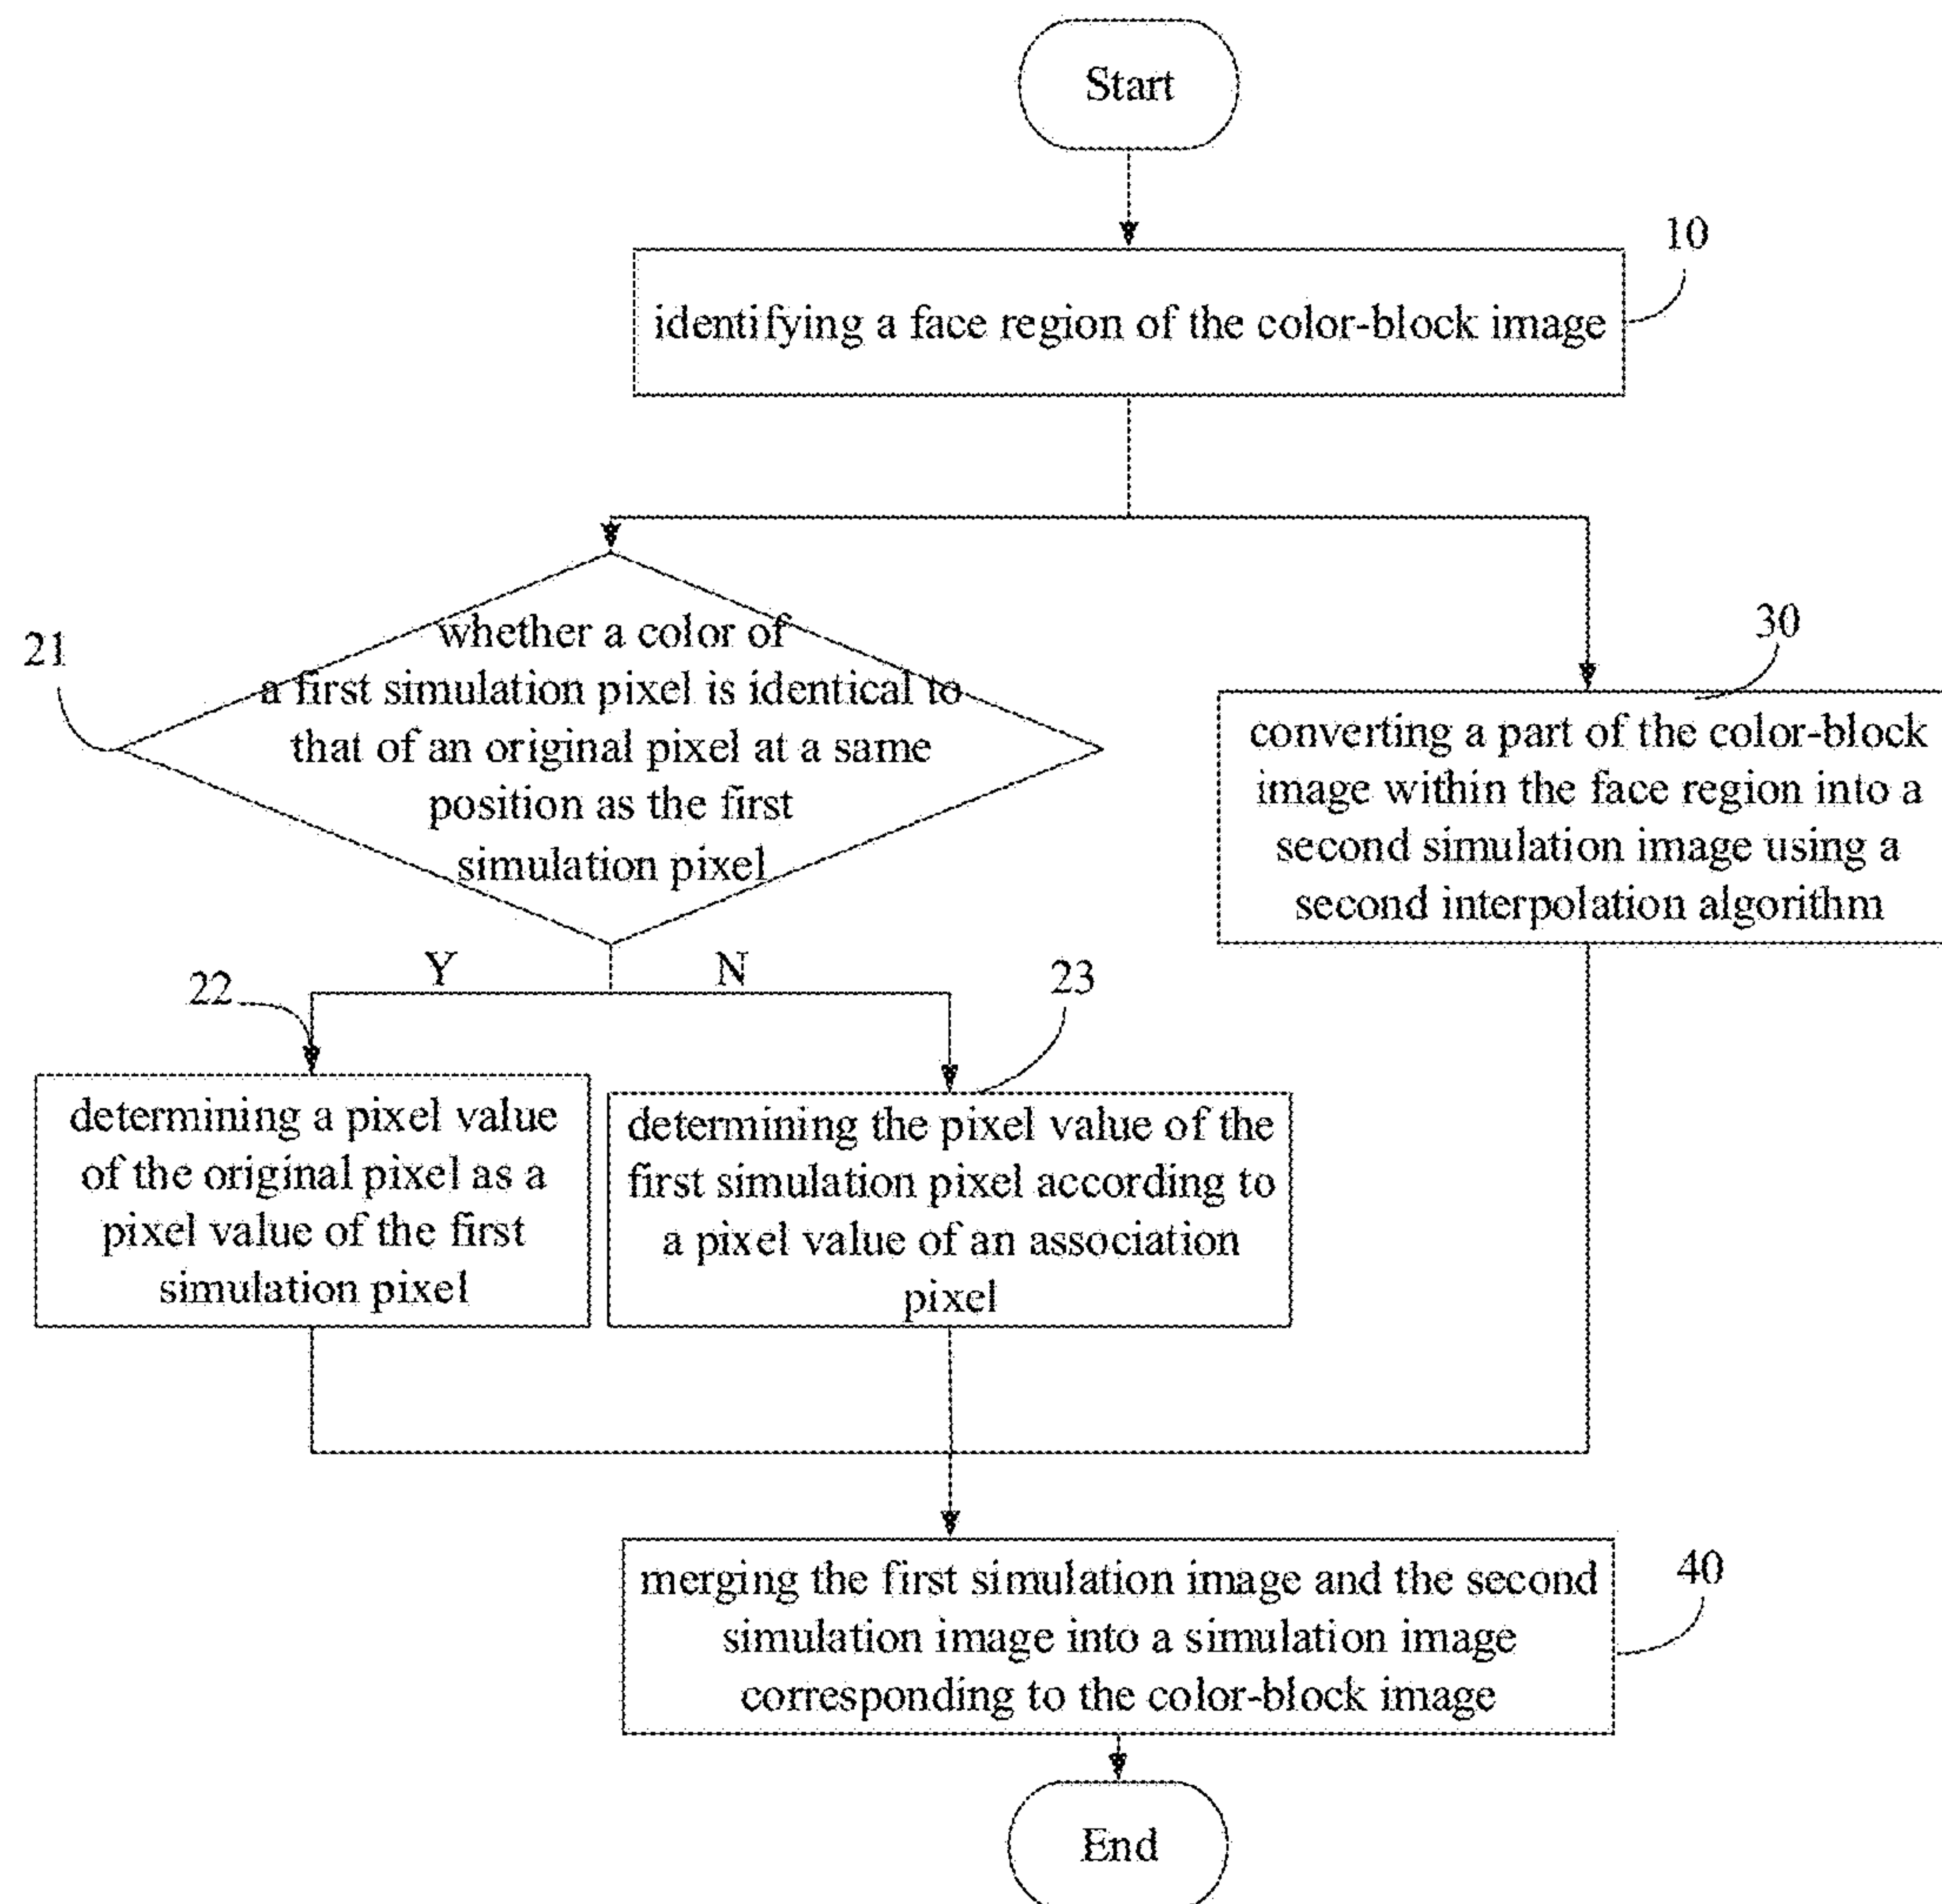 Start
10
identifying a face region of the color-block image
21
whether a color of
a first simulation pixel is identical to
that of an original pixel at a same
position as the first
simulation pixel
30
converting a part of the color-block
image within the face region into a
second simulation image using a
second interpolation algorithm
Y
N
22
23
determining a pixel value
of the original pixel as a
pixel value of the first
simulation pixel
determining the pixel value of the
first simulation pixel according to
a pixel value of an association
pixel
40
merging the first simulation image and the second
simulation image into a simulation image
corresponding to the color-block image
End